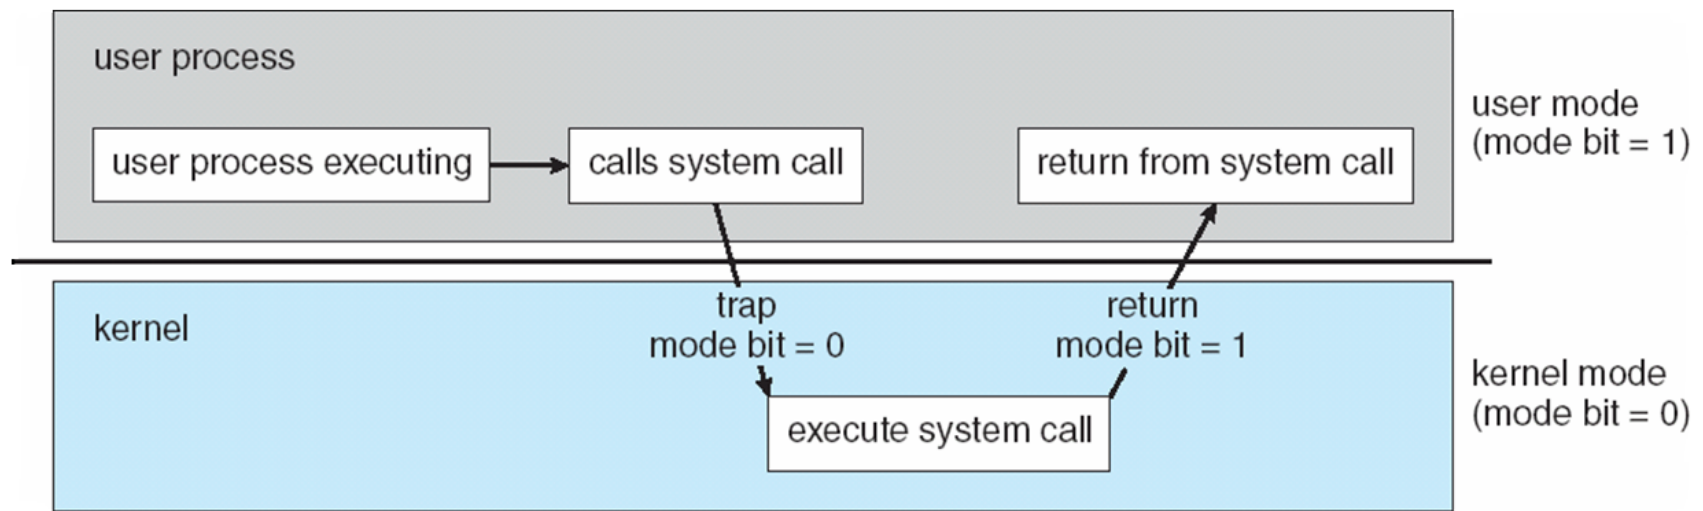 user process
user process executing
calls system call
return from system call
user mode
(mode bit = 1)
kernel
trap
mode bit = 0
return
mode bit = 1
execute system call
kernel mode
(mode bit = 0)